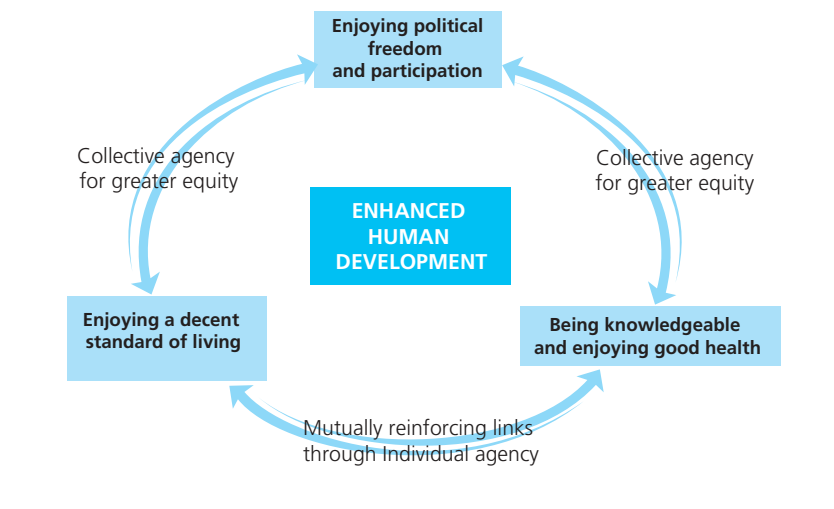 Enjoying political
freedom
and participation
Collective agency
for greater equity
Collective agency
for greater equity
ENHANCED
HUMAN
DEVELOPMENT
Enjoying a decent
standard of living
Being knowledgeable
and enjoying good health
Mutually reinforcing links
through Individual agency